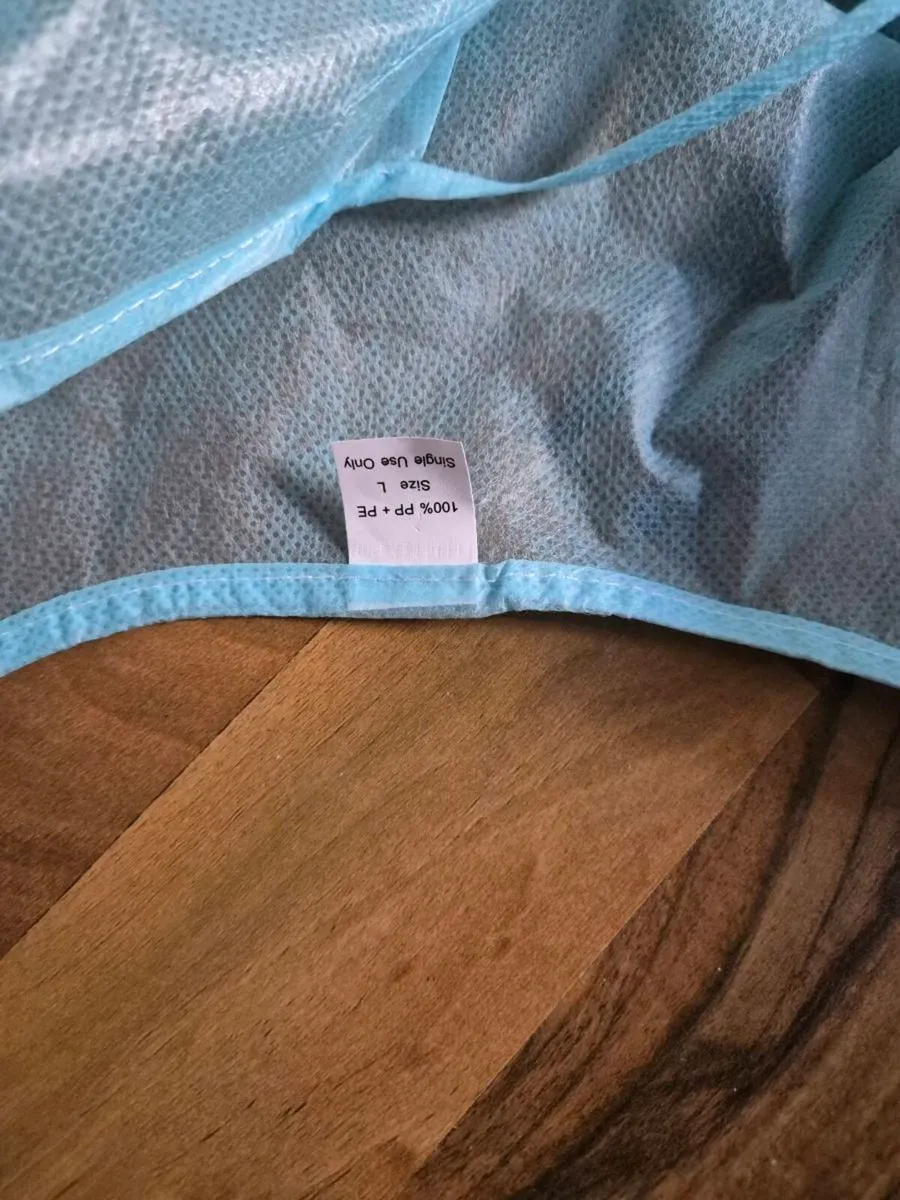 100% PP + PE
Size L
Single Use Only